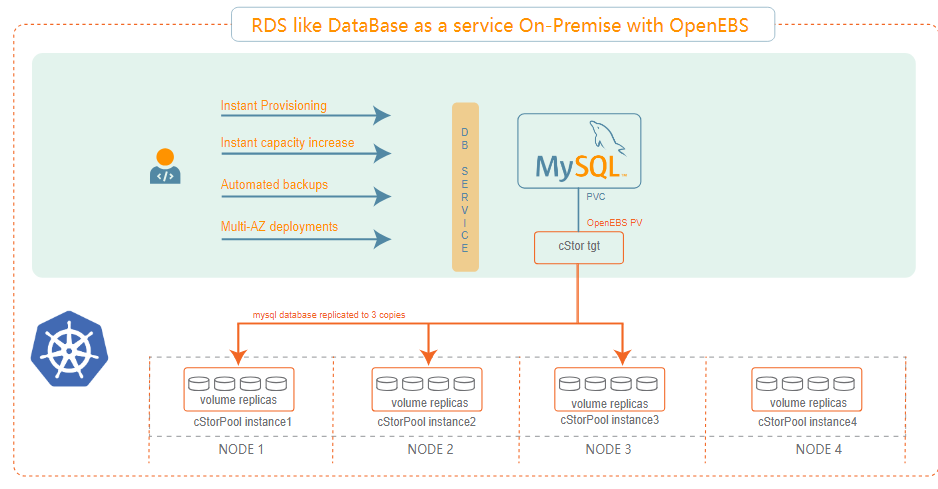 RDS like DataBase as a service On-Premise with OpenEBS
Instant Provisioning
Instant capacity increase
Automated backups
Multi-AZ deployments
DB SERVICE
MySQL™
PVC
OpenEBS PV
cStor tgt
mysql database replicated to 3 copies
volume replicas
cStorPool instance1
NODE 1
volume replicas
cStorPool instance2
NODE 2
volume replicas
cStorPool instance3
NODE 3
volume replicas
cStorPool instance4
NODE 4